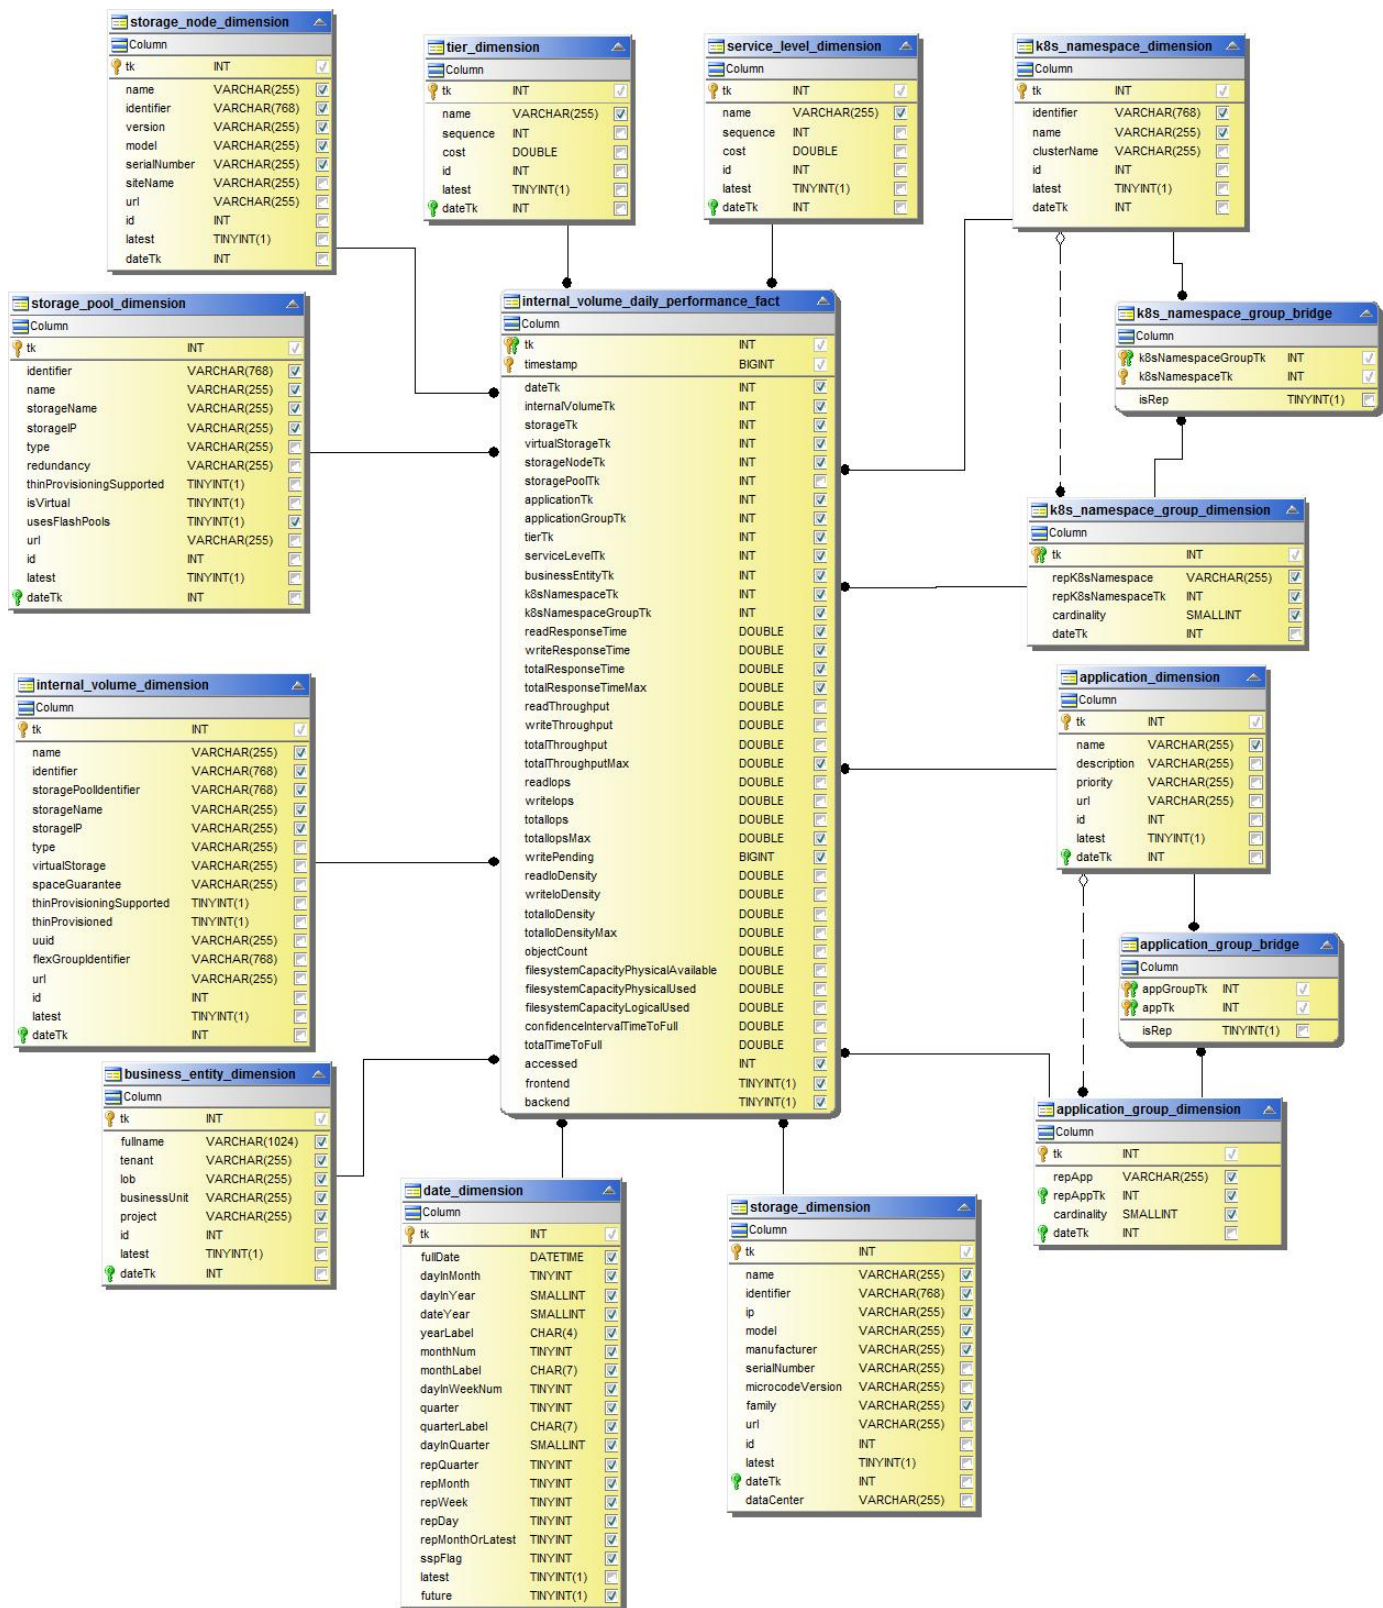 storage_node_dimension
Column
tk INT
name VARCHAR(255)
identifier VARCHAR(768)
version VARCHAR(255)
model VARCHAR(255)
serialNumber VARCHAR(255)
siteName VARCHAR(255)
url VARCHAR(255)
id INT
latest TINYINT(1)
dateTk INT
tier_dimension
Column
tk INT
name VARCHAR(255)
sequence INT
cost DOUBLE
id INT
latest TINYINT(1)
dateTk INT
service_level_dimension
Column
tk INT
name VARCHAR(255)
sequence INT
cost DOUBLE
id INT
latest TINYINT(1)
dateTk INT
k8s_namespace_dimension
Column
tk INT
identifier VARCHAR(768)
name VARCHAR(255)
clusterName VARCHAR(255)
id INT
latest TINYINT(1)
dateTk INT
storage_pool_dimension
Column
tk INT
identifier VARCHAR(768)
name VARCHAR(255)
storageName VARCHAR(255)
storageIP VARCHAR(255)
type VARCHAR(255)
redundancy VARCHAR(255)
thinProvisioningSupported TINYINT(1)
isVirtual TINYINT(1)
usesFlashPools TINYINT(1)
url VARCHAR(255)
id INT
latest TINYINT(1)
dateTk INT
internal_volume_daily_performance_fact
Column
tk INT
timestamp BIGINT
dateTk INT
internalVolumeTk INT
storageTk INT
virtualStorageTk INT
storageNodeTk INT
storagePoolTk INT
applicationTk INT
applicationGroupTk INT
tierTk INT
serviceLevelTk INT
businessEntityTk INT
k8sNamespaceTk INT
k8sNamespaceGroupTk INT
readResponseTime DOUBLE
writeResponseTime DOUBLE
totalResponseTime DOUBLE
totalResponseTimeMax DOUBLE
readThroughput DOUBLE
writeThroughput DOUBLE
totalThroughput DOUBLE
totalThroughputMax DOUBLE
readIops DOUBLE
writeIops DOUBLE
totalIops DOUBLE
totalIopsMax DOUBLE
writePending BIGINT
readIoDensity DOUBLE
writeIoDensity DOUBLE
totalIoDensity DOUBLE
totalIoDensityMax DOUBLE
objectCount DOUBLE
filesystemCapacityPhysicalAvailable DOUBLE
filesystemCapacityPhysicalUsed DOUBLE
filesystemCapacityLogicalUsed DOUBLE
confidenceIntervalTimeToFull DOUBLE
totalTimeToFull DOUBLE
accessed INT
frontend TINYINT(1)
backend TINYINT(1)
k8s_namespace_group_bridge
Column
k8sNamespaceGroupTk INT
k8sNamespaceTk INT
isRep TINYINT(1)
k8s_namespace_group_dimension
Column
tk INT
repK8sNamespace VARCHAR(255)
repK8sNamespaceTk INT
cardinality SMALLINT
dateTk INT
internal_volume_dimension
Column
tk INT
name VARCHAR(255)
identifier VARCHAR(768)
storagePoolIdentifier VARCHAR(768)
storageName VARCHAR(255)
storageIP VARCHAR(255)
type VARCHAR(255)
virtualStorage VARCHAR(255)
spaceGuarantee VARCHAR(255)
thinProvisioningSupported TINYINT(1)
thinProvisioned TINYINT(1)
uuid VARCHAR(255)
flexGroupIdentifier VARCHAR(768)
url VARCHAR(255)
id INT
latest TINYINT(1)
dateTk INT
application_dimension
Column
tk INT
name VARCHAR(255)
description VARCHAR(255)
priority VARCHAR(255)
url VARCHAR(255)
id INT
latest TINYINT(1)
dateTk INT
application_group_bridge
Column
appGroupTk INT
appTk INT
isRep TINYINT(1)
business_entity_dimension
Column
tk INT
fullname VARCHAR(1024)
tenant VARCHAR(255)
lob VARCHAR(255)
businessUnit VARCHAR(255)
project VARCHAR(255)
id INT
latest TINYINT(1)
dateTk INT
application_group_dimension
Column
tk INT
repApp VARCHAR(255)
repAppTk INT
cardinality SMALLINT
dateTk INT
date_dimension
Column
tk INT
fullDate DATETIME
dayInMonth TINYINT
dayInYear SMALLINT
dateYear SMALLINT
yearLabel CHAR(4)
monthNum TINYINT
monthLabel CHAR(7)
dayInWeekNum TINYINT
quarter TINYINT
quarterLabel CHAR(7)
dayInQuarter SMALLINT
repQuarter TINYINT
repMonth TINYINT
repWeek TINYINT
repDay TINYINT
repMonthOrLatest TINYINT
sspFlag TINYINT
latest TINYINT(1)
future TINYINT(1)
storage_dimension
Column
tk INT
name VARCHAR(255)
identifier VARCHAR(768)
ip VARCHAR(255)
model VARCHAR(255)
manufacturer VARCHAR(255)
serialNumber VARCHAR(255)
microcodeVersion VARCHAR(255)
family VARCHAR(255)
url VARCHAR(255)
id INT
latest TINYINT(1)
dateTk INT
dataCenter VARCHAR(255)